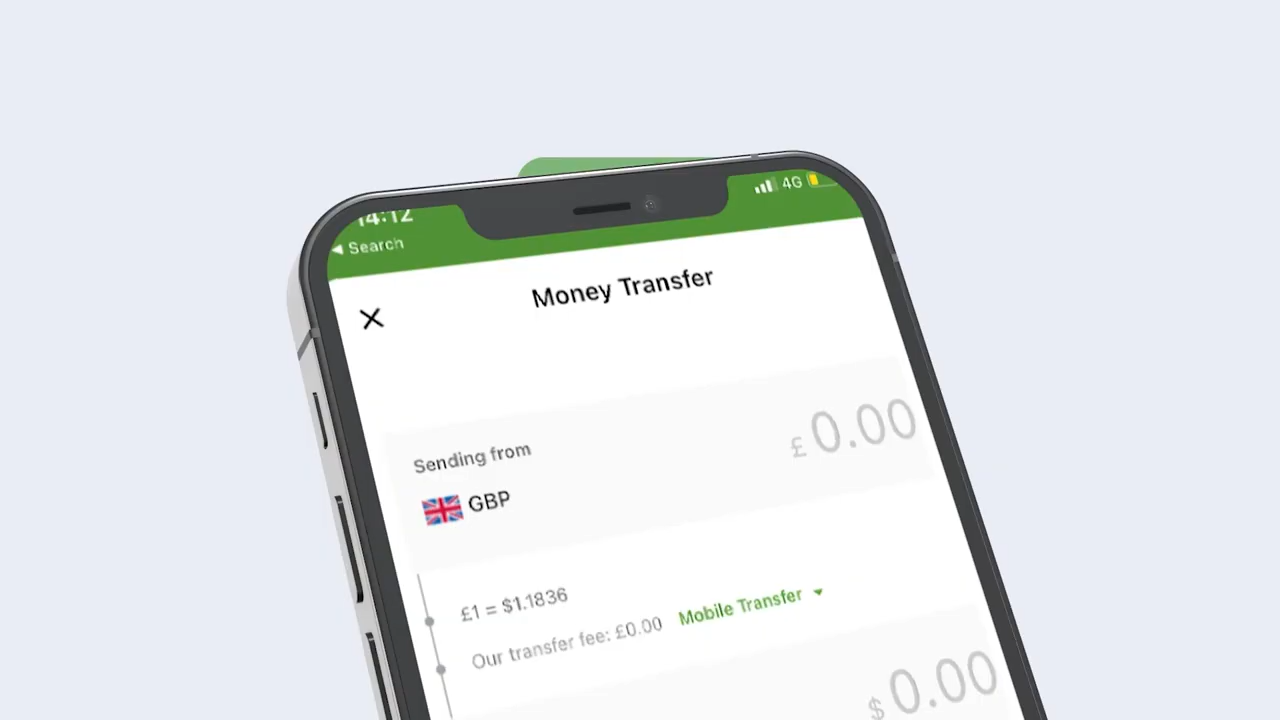 14:12
4G
Search
Money Transfer
£ 0.00
Sending from
GBP
£1 = $1.1836
Our transfer fee: £0.00 Mobile Transfer
$ 0.00